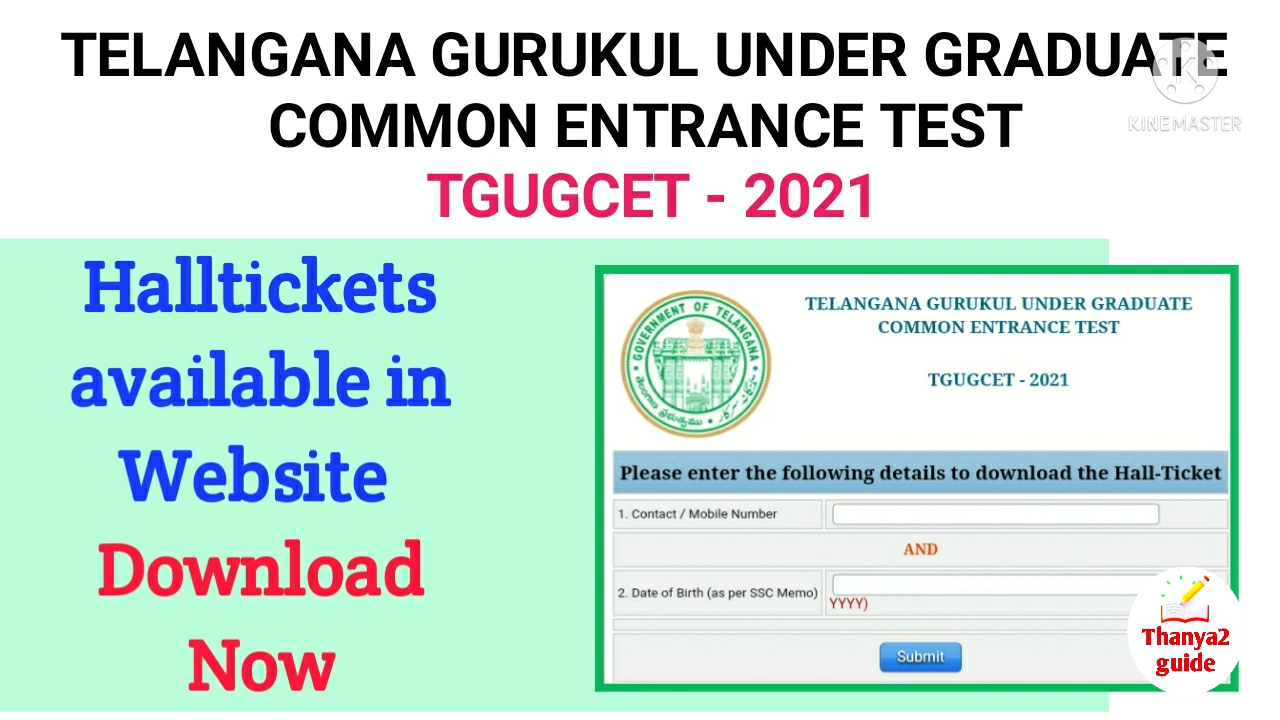 TELANGANA GURUKUL UNDER GRADUATE
COMMON ENTRANCE TEST
TGUGCET - 2021
KINEMASTER
Halltickets
available in
Website
Download
Now
GOVERNMENT OF TELANGANA
తెలంగాణ ప్రభుత్వము
TELANGANA GURUKUL UNDER GRADUATE
COMMON ENTRANCE TEST
TGUGCET - 2021
Please enter the following details to download the Hall-Ticket
1. Contact / Mobile Number
AND
2. Date of Birth (as per SSC Memo)
YYYY)
Submit
Thanya2
guide